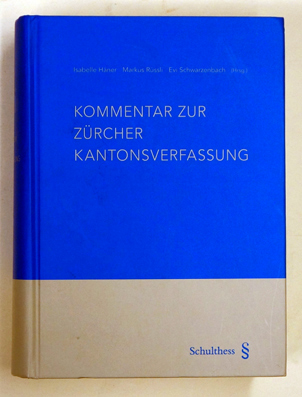 Isabelle Häner · Markus Rüssli · Evi Schwarzenbach (Hrsg.)
KOMMENTAR ZUR
ZÜRCHER
KANTONSVERFASSUNG
Schulthess §